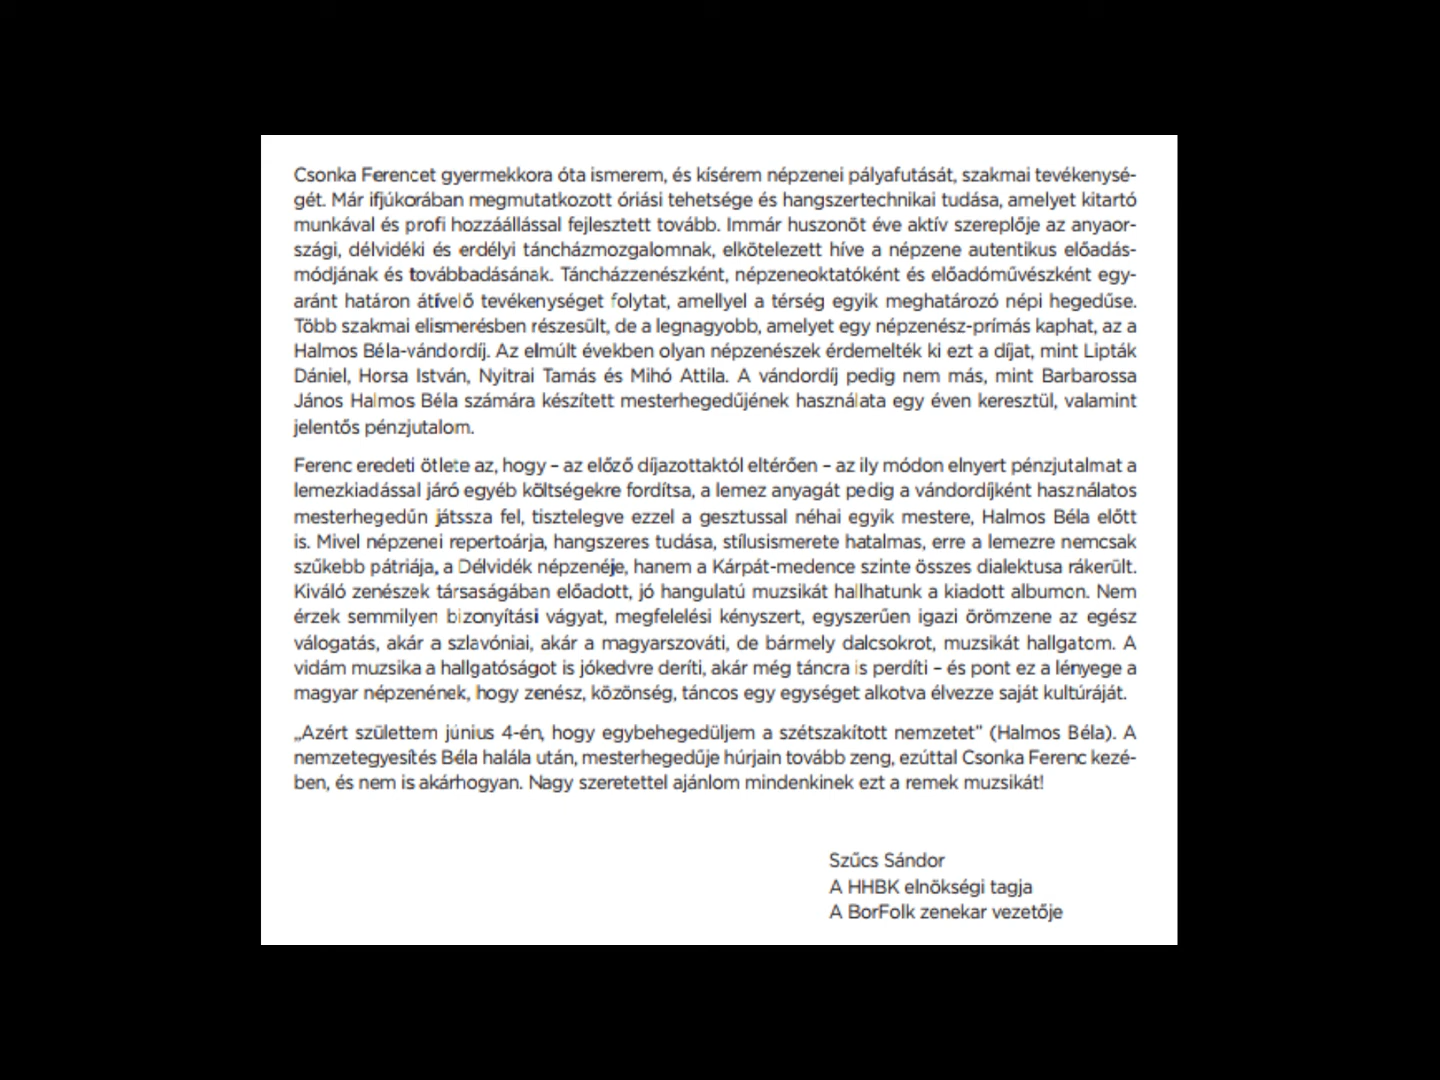 Csonka Ferencet gyermekkora óta ismerem, és kísérem népzenei pályafutását, szakmai tevékenysé-
gét. Már ifjúkorában megmutatkozott óriási tehetsége és hangszertechnikai tudása, amelyet kitartó
munkával és profi hozzáállással fejlesztett tovább. Immár huszonöt éve aktív szereplője az anyaor-
szági, délvidéki és erdélyi táncházmozgalomnak, elkötelezett híve a népzene autentikus előadás-
módjának és továbbadásának. Táncházzenészként, népzeneoktatóként és előadóművészként egy-
aránt határon átívelő tevékenységet folytat, amellyel a térség egyik meghatározó népi hegedűse.
Több szakmai elismerésben részesült, de a legnagyobb, amelyet egy népzenész-prímás kaphat, az a
Halmos Béla-vándordíj. Az elmúlt években olyan népzenészek érdemelték ki ezt a díjat, mint Lipták
Dániel, Horsa István, Nyitrai Tamás és Mihó Attila. A vándordíj pedig nem más, mint Barbarossa
János Halmos Béla számára készített mesterhegedűjének használata egy éven keresztül, valamint
jelentős pénzjutalom.
Ferenc eredeti ötlete az, hogy – az előző díjazottaktól eltérően – az ily módon elnyert pénzjutalmat a
lemezkiadással járó egyéb költségekre fordítsa, a lemez anyagát pedig a vándordíjként használatos
mesterhegedűn játssza fel, tisztelegve ezzel a gesztussal néhai egyik mestere, Halmos Béla előtt
is. Mivel népzenei repertoárja, hangszeres tudása, stílusismerete hatalmas, erre a lemezre nemcsak
szűkebb pátriája, a Délvidék népzenéje, hanem a Kárpát-medence szinte összes dialektusa rákerült.
Kiváló zenészek társaságában előadott, jó hangulatú muzsikát hallhatunk a kiadott albumon. Nem
érzek semmilyen bizonyítási vágyat, megfelelési kényszert, egyszerűen igazi örömzene az egész
válogatás, akár a szlavóniai, akár a magyarszováti, de bármely dalcsokrot, muzsikát hallgatom. A
vidám muzsika a hallgatóságot is jókedvre deríti, akár még táncra is perdíti – és pont ez a lényege a
magyar népzenének, hogy zenész, közönség, táncos egy egységet alkotva élvezze saját kultúráját.
„Azért születtem június 4-én, hogy egybehegedüljem a szétszakított nemzetet” (Halmos Béla). A
nemzetegyesítés Béla halála után, mesterhegedűje húrjain tovább zeng, ezúttal Csonka Ferenc kezé-
ben, és nem is akárhogyan. Nagy szeretettel ajánlom mindenkinek ezt a remek muzsikát!
Szűcs Sándor
A HHBK elnökségi tagja
A BorFolk zenekar vezetője